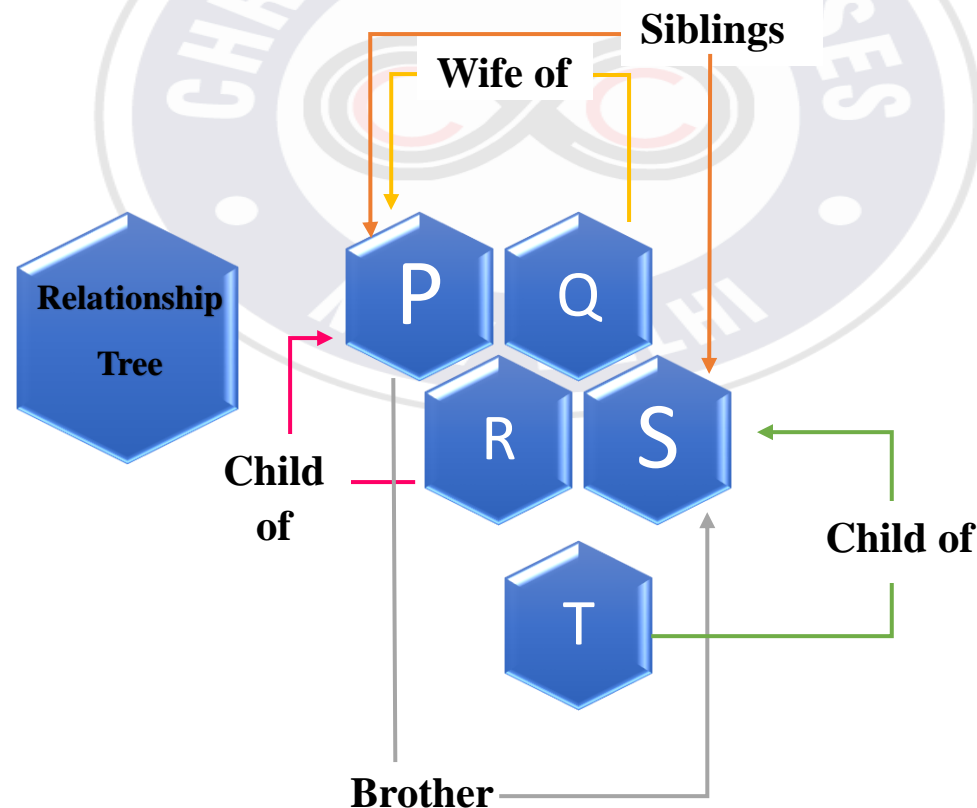 Siblings
Wife of
Relationship
Tree
P
Q
R
S
Child
of
Child of
T
Brother